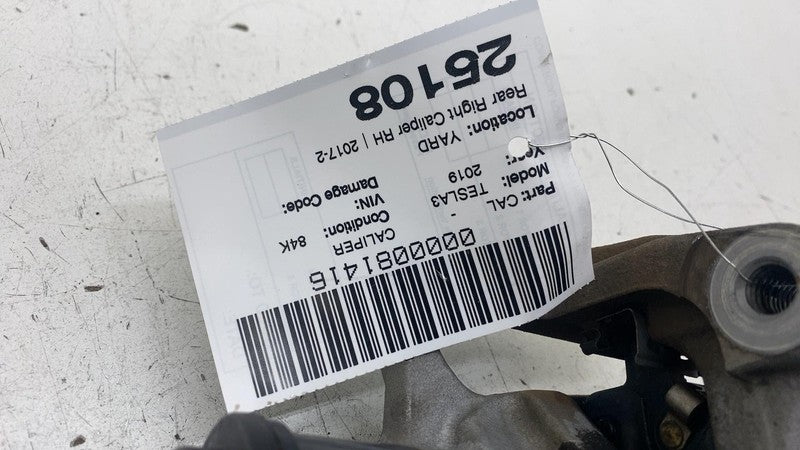 0000081416
Part: CAL - CALIPER
Model: TESLA3 Condition: 84K
Year: 2019 VIN:
Location: YARD Damage Code:
Rear Right Caliper RH | 2017-2
25108